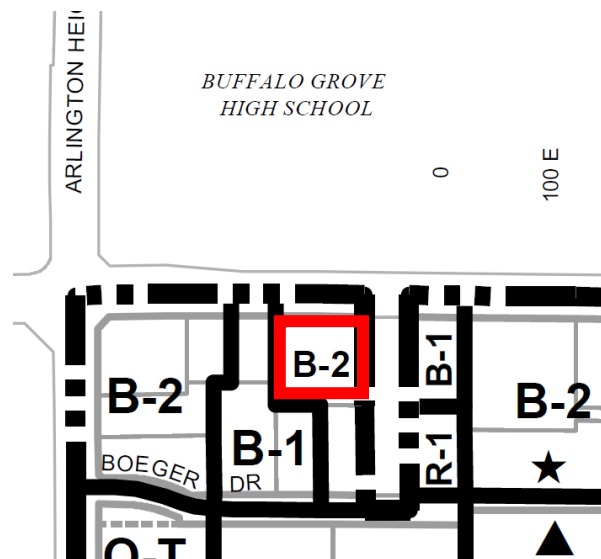 ARLINGTON HEI
BUFFALO GROVE
HIGH SCHOOL
0
100 E
B-2
B-1
B-2
B-2
B-1
R-1
BOEGER DR
O-T